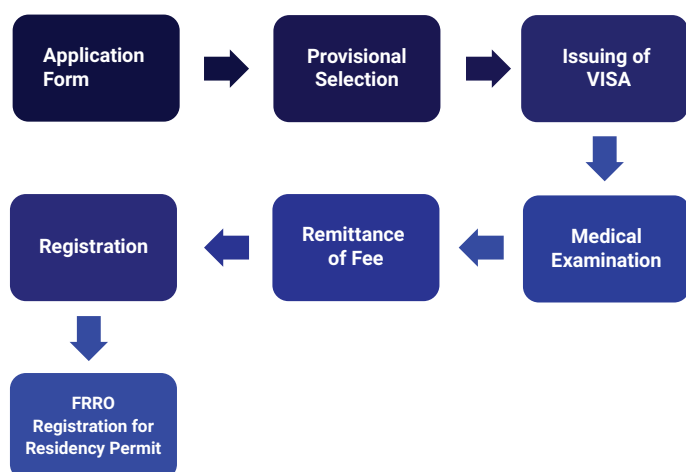 Application
Form
Provisional
Selection
Issuing of
VISA
Medical
Examination
Remittance
of Fee
Registration
FRRO
Registration for
Residency Permit